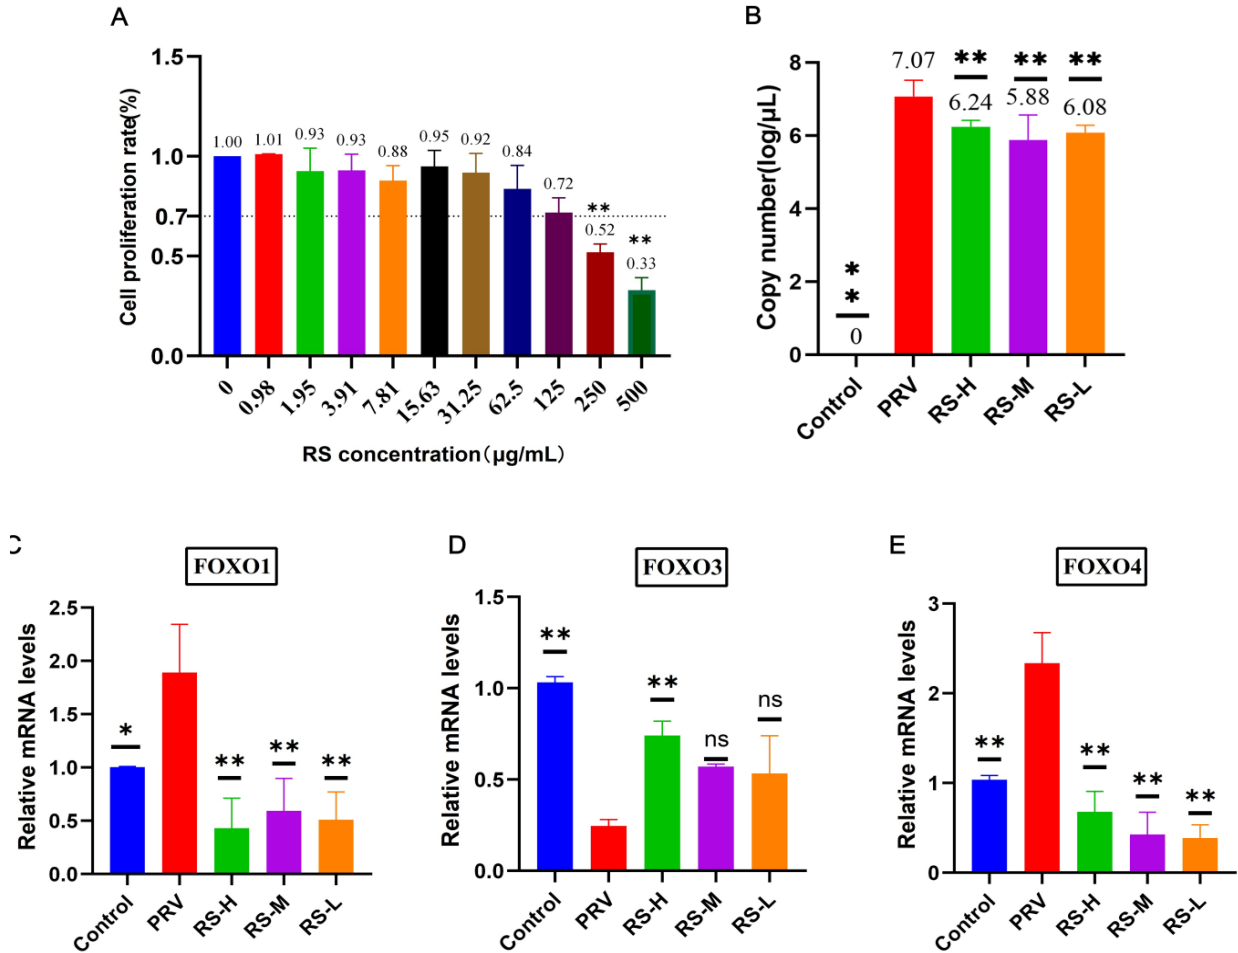 A
1.5
1.0
0.7
0.5
0.0
Cell proliferation rate(%)
1.00
1.01
0.93
0.93
0.88
0.95
0.92
0.84
0.72
**
0.52
**
0.33
0
0.98
1.95
3.91
7.81
15.63
31.25
62.5
125
250
500
RS concentration(μg/mL)
B
8
6
4
2
0
Copy number(log/μL)
**
0
7.07
**
6.24
**
5.88
**
6.08
Control
PRV
RS-H
RS-M
RS-L
C
FOXO1
2.5
2.0
1.5
1.0
0.5
0.0
Relative mRNA levels
*
**
**
**
Control
PRV
RS-H
RS-M
RS-L
D
FOXO3
1.5
1.0
0.5
0.0
Relative mRNA levels
**
**
ns
ns
Control
PRV
RS-H
RS-M
RS-L
E
FOXO4
3
2
1
0
Relative mRNA levels
**
**
**
**
Control
PRV
RS-H
RS-M
RS-L